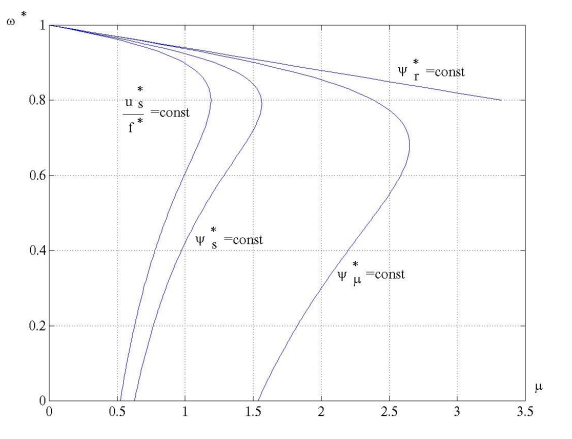 ω *
1
ψ * r =const
u s *
f *
=const
0.8
0.6
ψ * s =const
0.4
ψ * μ =const
0.2
0
0 0.5 1 1.5 2 2.5 3 3.5
μ